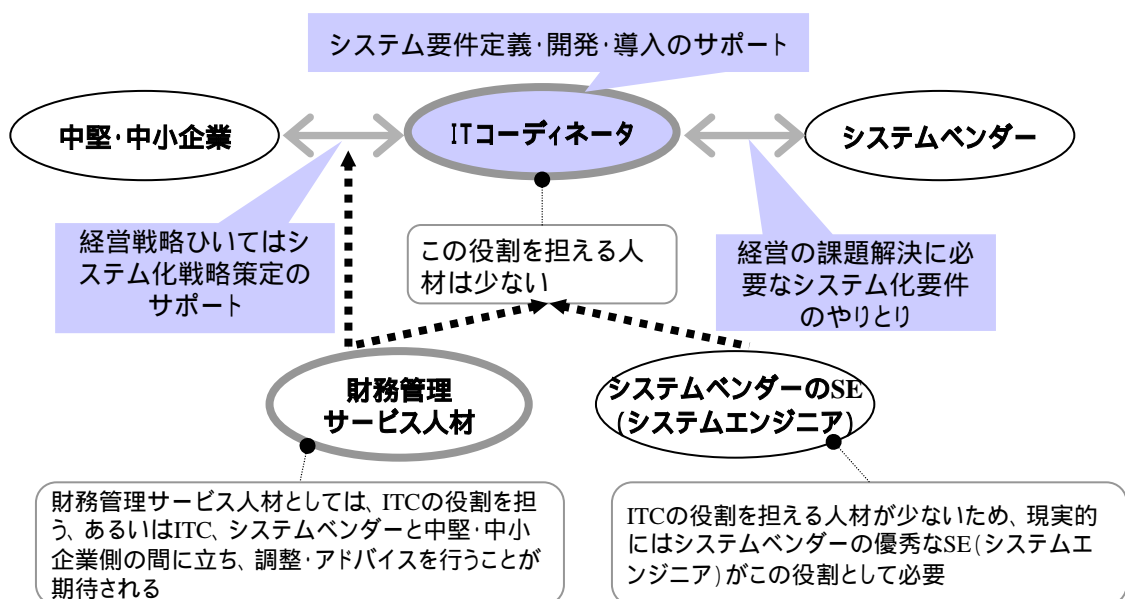 システム要件定義・開発・導入のサポート
中堅・中小企業
ITコーディネータ
システムベンダー
経営戦略ひいてはシ
ステム化戦略策定の
サポート
この役割を担える人
材は少ない
経営の課題解決に必
要なシステム化要件
のやりとり
財務管理
サービス人材
システムベンダーのSE
(システムエンジニア)
財務管理サービス人材としては、ITCの役割を担
う、あるいはITC、システムベンダーと中堅・中小
企業側の間に立ち、調整・アドバイスを行うことが
期待される
ITCの役割を担える人材が少ないため、現実的
にはシステムベンダーの優秀なSE(システムエ
ンジニア)がこの役割として必要